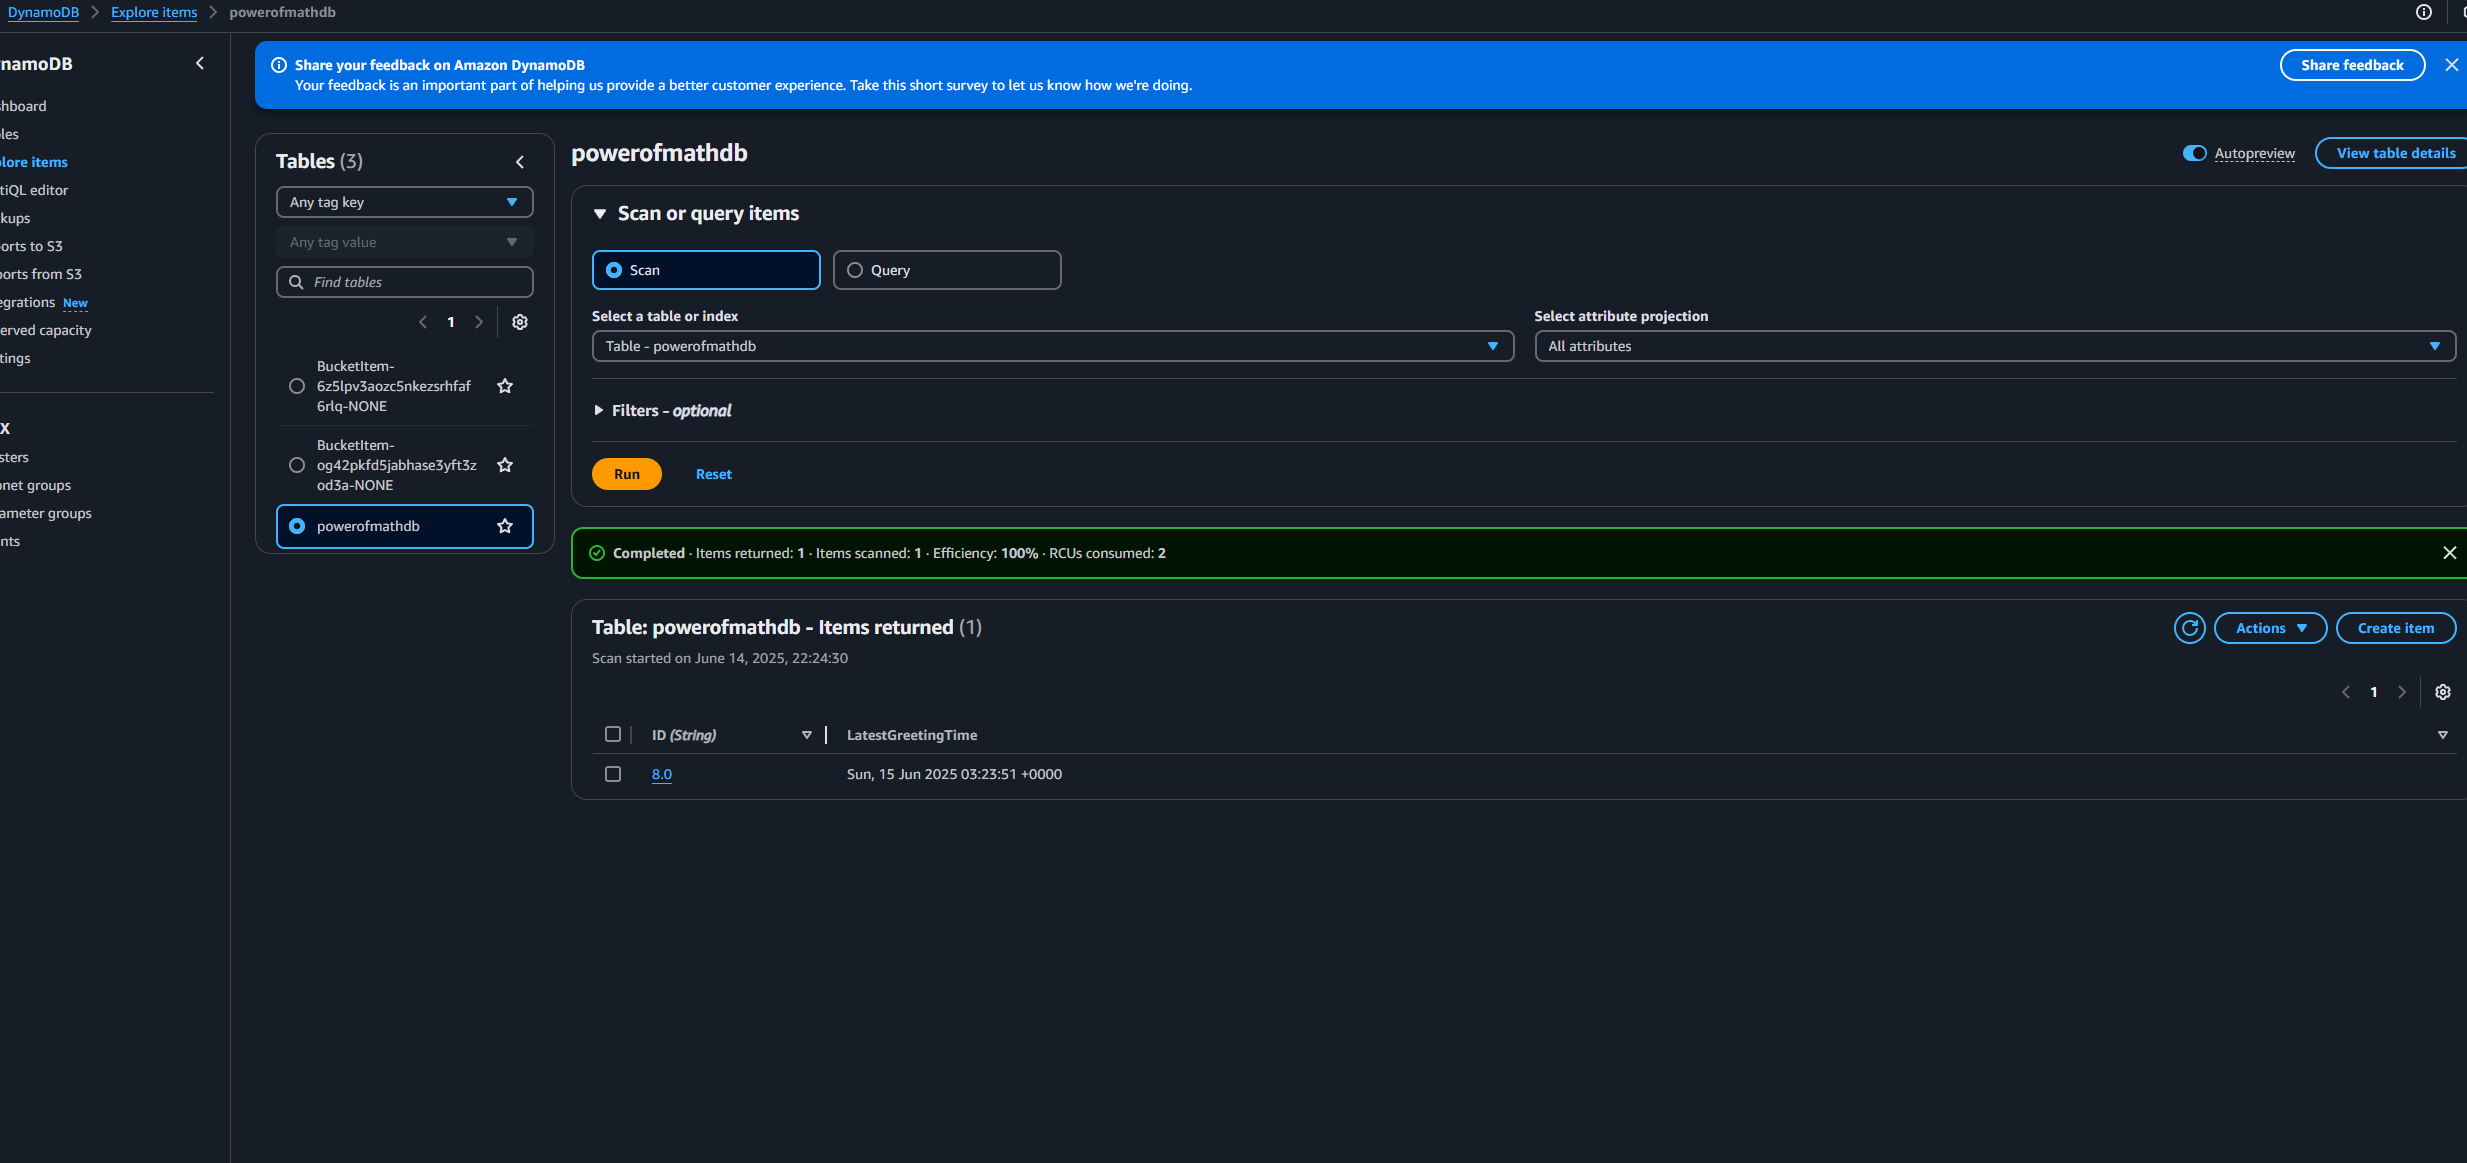 DynamoDB
Explore items
powerofmathdb
namoDB
hboard
les
lore items
tiQL editor
kups
orts to S3
orts from S3
egrations New
erved capacity
tings
X
sters
net groups
ameter groups
nts
Share your feedback on Amazon DynamoDB
Your feedback is an important part of helping us provide a better customer experience. Take this short survey to let us know how we're doing.
Share feedback
Tables (3)
Any tag key
Any tag value
Find tables
1
BucketItem-
6z5lpv3aozc5nkezsrhfaf
6rlq-NONE
BucketItem-
og42pkfd5jabhase3yft3z
od3a-NONE
powerofmathdb
powerofmathdb
Autopreview
View table details
Scan or query items
Scan
Query
Select a table or index
Table - powerofmathdb
Select attribute projection
All attributes
Filters - optional
Run
Reset
Completed · Items returned: 1 · Items scanned: 1 · Efficiency: 100% · RCUs consumed: 2
Table: powerofmathdb - Items returned (1)
Scan started on June 14, 2025, 22:24:30
Actions
Create item
1
ID (String)
LatestGreetingTime
8.0
Sun, 15 Jun 2025 03:23:51 +0000